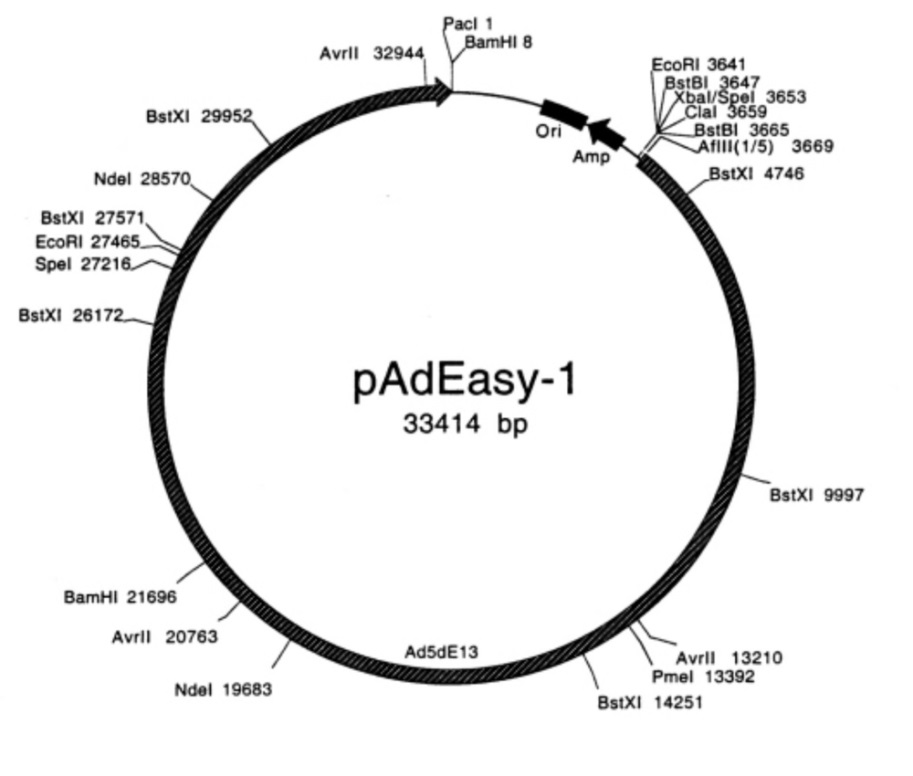 PacI 1
BamHI 8
AvrII 32944
EcoRI 3641
BstBI 3647
XbaI/SpeI 3653
ClaI 3659
BstBI 3665
AflII(1/5) 3669
BstXI 4746
BstXI 29952
NdeI 28570
BstXI 27571
EcoRI 27465
SpeI 27216
BstXI 26172
Ori
Amp
pAdEasy-1
33414 bp
BstXI 9997
BamHI 21696
AvrII 20763
NdeI 19683
Ad5dE13
AvrII 13210
PmeI 13392
BstXI 14251